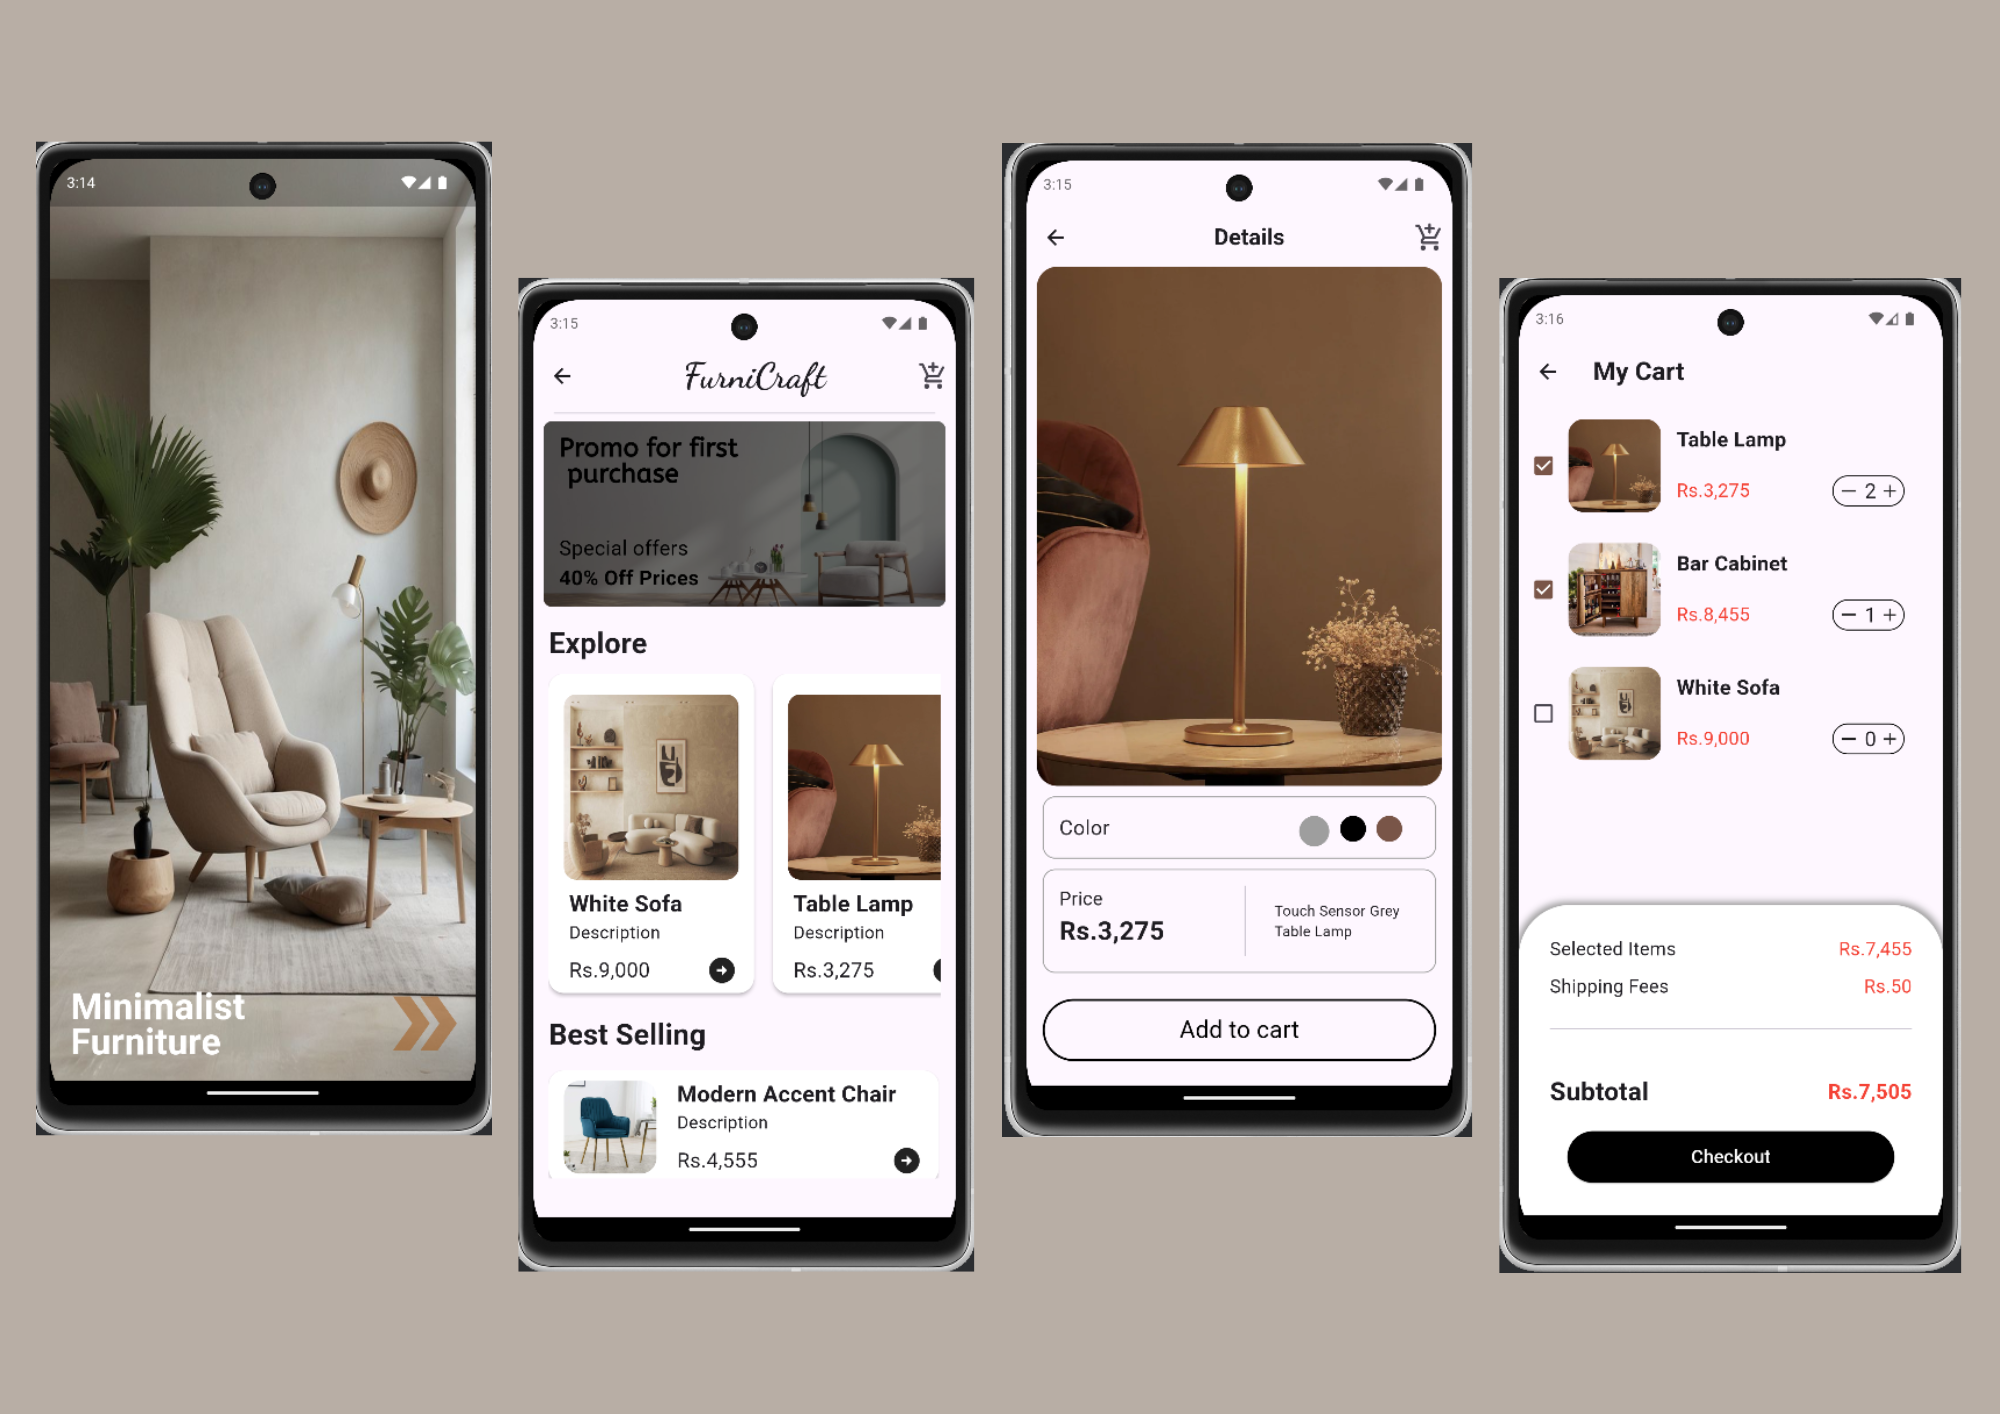 3:14
Minimalist
Furniture
3:15
FurniCraft
Promo for first
purchase
Special offers
40% Off Prices
Explore
White Sofa
Description
Rs.9,000
Table Lamp
Description
Rs.3,275
Best Selling
Modern Accent Chair
Description
Rs.4,555
3:15
Details
Color
Price
Rs.3,275
Touch Sensor Grey
Table Lamp
Add to cart
3:16
My Cart
Table Lamp
Rs.3,275
2
Bar Cabinet
Rs.8,455
1
White Sofa
Rs.9,000
0
Selected Items Rs.7,455
Shipping Fees Rs.50
Subtotal Rs.7,505
Checkout